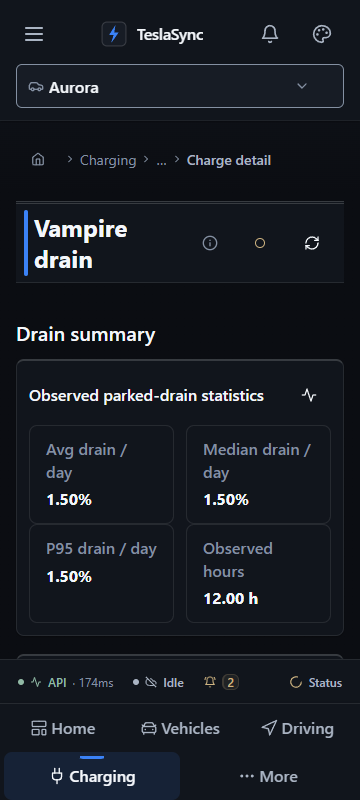 TeslaSync
Aurora
Charging
...
Charge detail
Vampire
drain
Drain summary
Observed parked-drain statistics
Avg drain /
day
1.50%
Median drain /
day
1.50%
P95 drain / day
1.50%
Observed
hours
12.00 h
API · 174ms
Idle
2
Status
Home
Vehicles
Driving
Charging
More